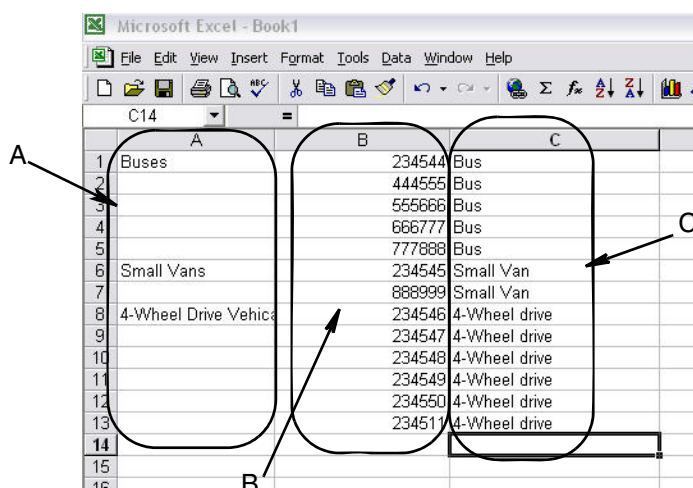 Microsoft Excel - Book1
File Edit View Insert Format Tools Data Window Help
ABC Σ f* A Z Z A
C14 =
A B C
1 Buses 234544 Bus
2 444555 Bus
3 555666 Bus
4 666777 Bus
5 777888 Bus
6 Small Vans 234545 Small Van
7 888999 Small Van
8 4-Wheel Drive Vehica 234546 4-Wheel drive
9 234547 4-Wheel drive
10 234548 4-Wheel drive
11 234549 4-Wheel drive
12 234550 4-Wheel drive
13 234511 4-Wheel drive
14
15
16
A
B
C